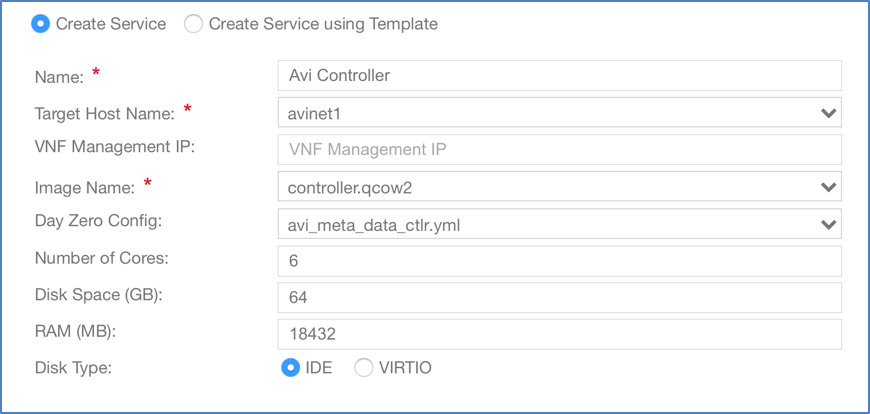 Create Service Create Service using Template
Name: * Avi Controller
Target Host Name: * avinet1
VNF Management IP: VNF Management IP
Image Name: * controller.qcow2
Day Zero Config: avi_meta_data_ctlr.yml
Number of Cores: 6
Disk Space (GB): 64
RAM (MB): 18432
Disk Type: IDE VIRTIO